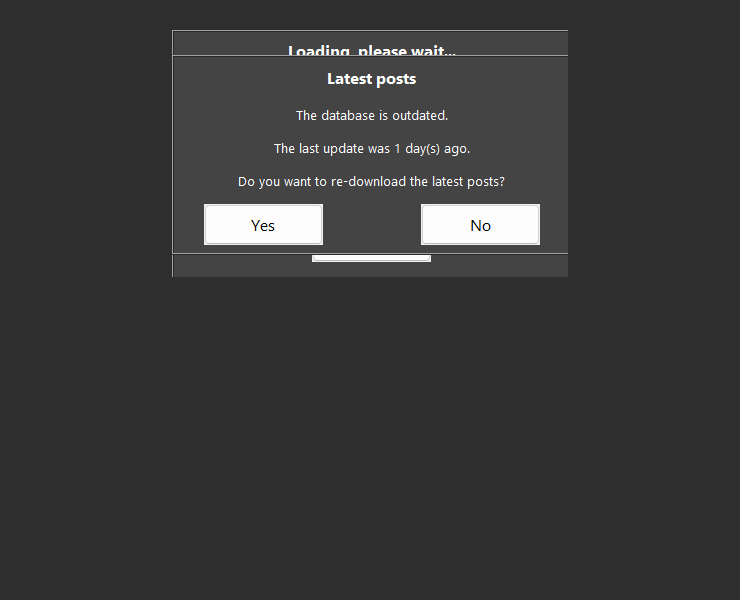 Loading, please wait...
Latest posts
The database is outdated.
The last update was 1 day(s) ago.
Do you want to re-download the latest posts?
Yes
No